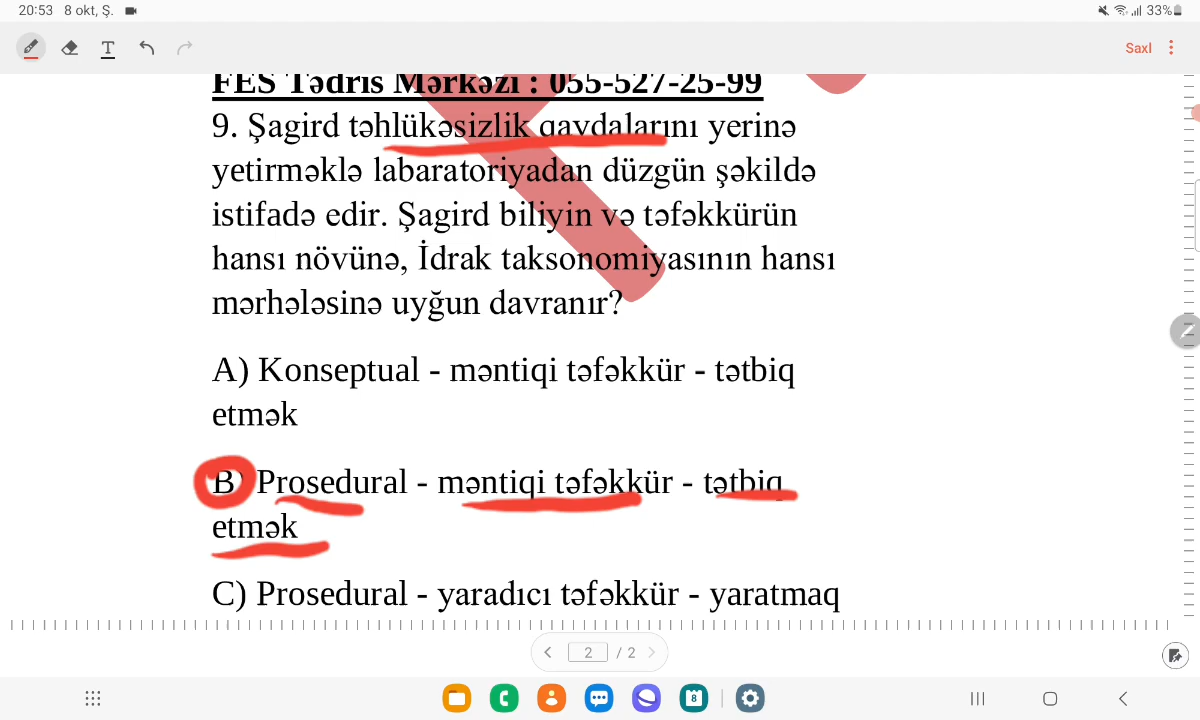 20:53 8 okt, Ş. 33%
Saxl
FES Tədris Mərkəzi : 055-527-25-99
9. Şagird təhlükəsizlik qaydalarını yerinə
yetirməklə labaratoriyadan düzgün şəkildə
istifadə edir. Şagird biliyin və təfəkkürün
hansı növünə, İdrak taksonomiyasının hansı
mərhələsinə uyğun davranır?
A) Konseptual - məntiqi təfəkkür - tətbiq
etmək
B) Prosedural - məntiqi təfəkkür - tətbiq
etmək
C) Prosedural - yaradıcı təfəkkür - yaratmaq
2 / 2
8